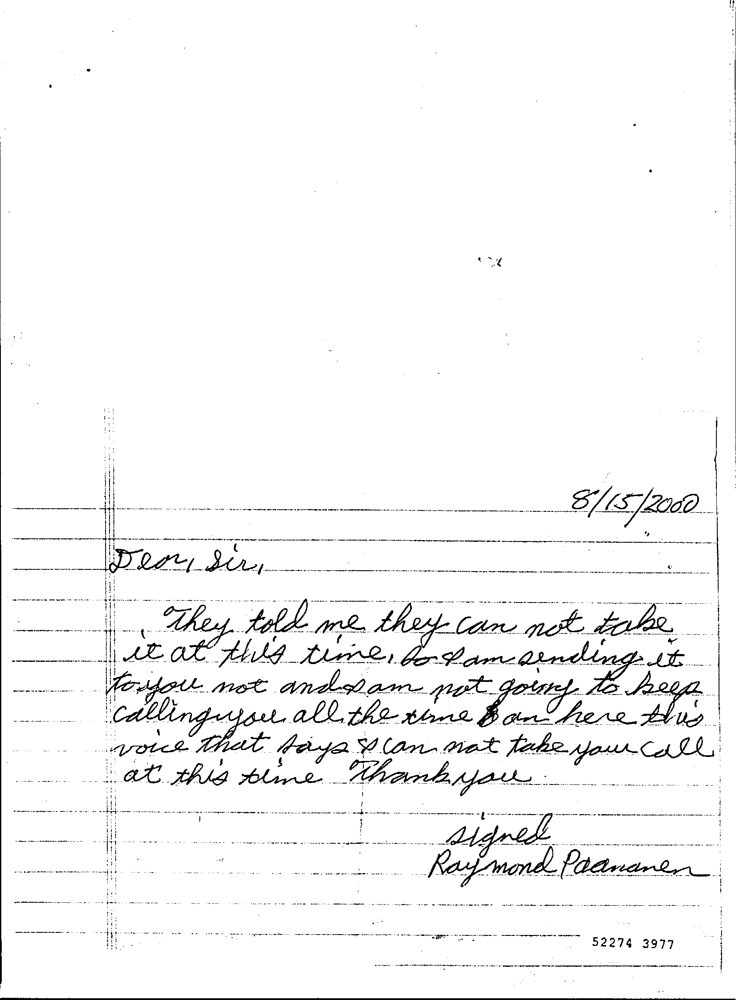 8/15/2000
Dear, Sir,
They told me they can not take
it at this time, So I am sending it
to you not and I am not going to keep
calling you all the time an here this
voice that says I can not take your call
at this time Thank you
signed
Raymond Paananen
52274 3977